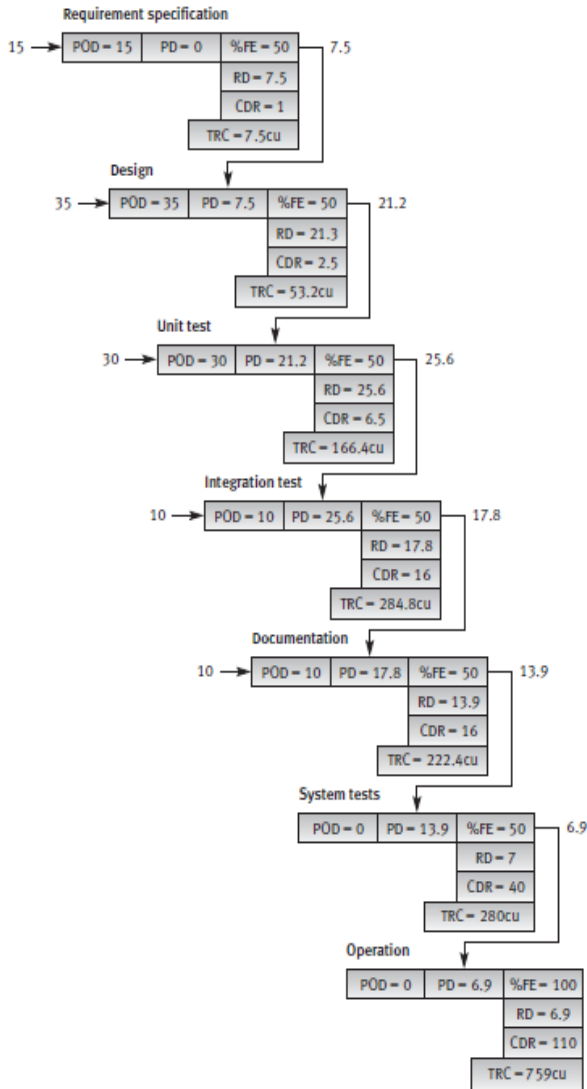 Requirement specification
15 POD = 15 PD = 0 %FE = 50 7.5
RD = 7.5
CDR = 1
TRC = 7.5cu
Design
35 POD = 35 PD = 7.5 %FE = 50 21.2
RD = 21.3
CDR = 2.5
TRC = 53.2cu
Unit test
30 POD = 30 PD = 21.2 %FE = 50 25.6
RD = 25.6
CDR = 6.5
TRC = 166.4cu
Integration test
10 POD = 10 PD = 25.6 %FE = 50 17.8
RD = 17.8
CDR = 16
TRC = 284.8cu
Documentation
10 POD = 10 PD = 17.8 %FE = 50 13.9
RD = 13.9
CDR = 16
TRC = 222.4cu
System tests
POD = 0 PD = 13.9 %FE = 50 6.9
RD = 7
CDR = 40
TRC = 280cu
Operation
POD = 0 PD = 6.9 %FE = 100
RD = 6.9
CDR = 110
TRC = 759cu